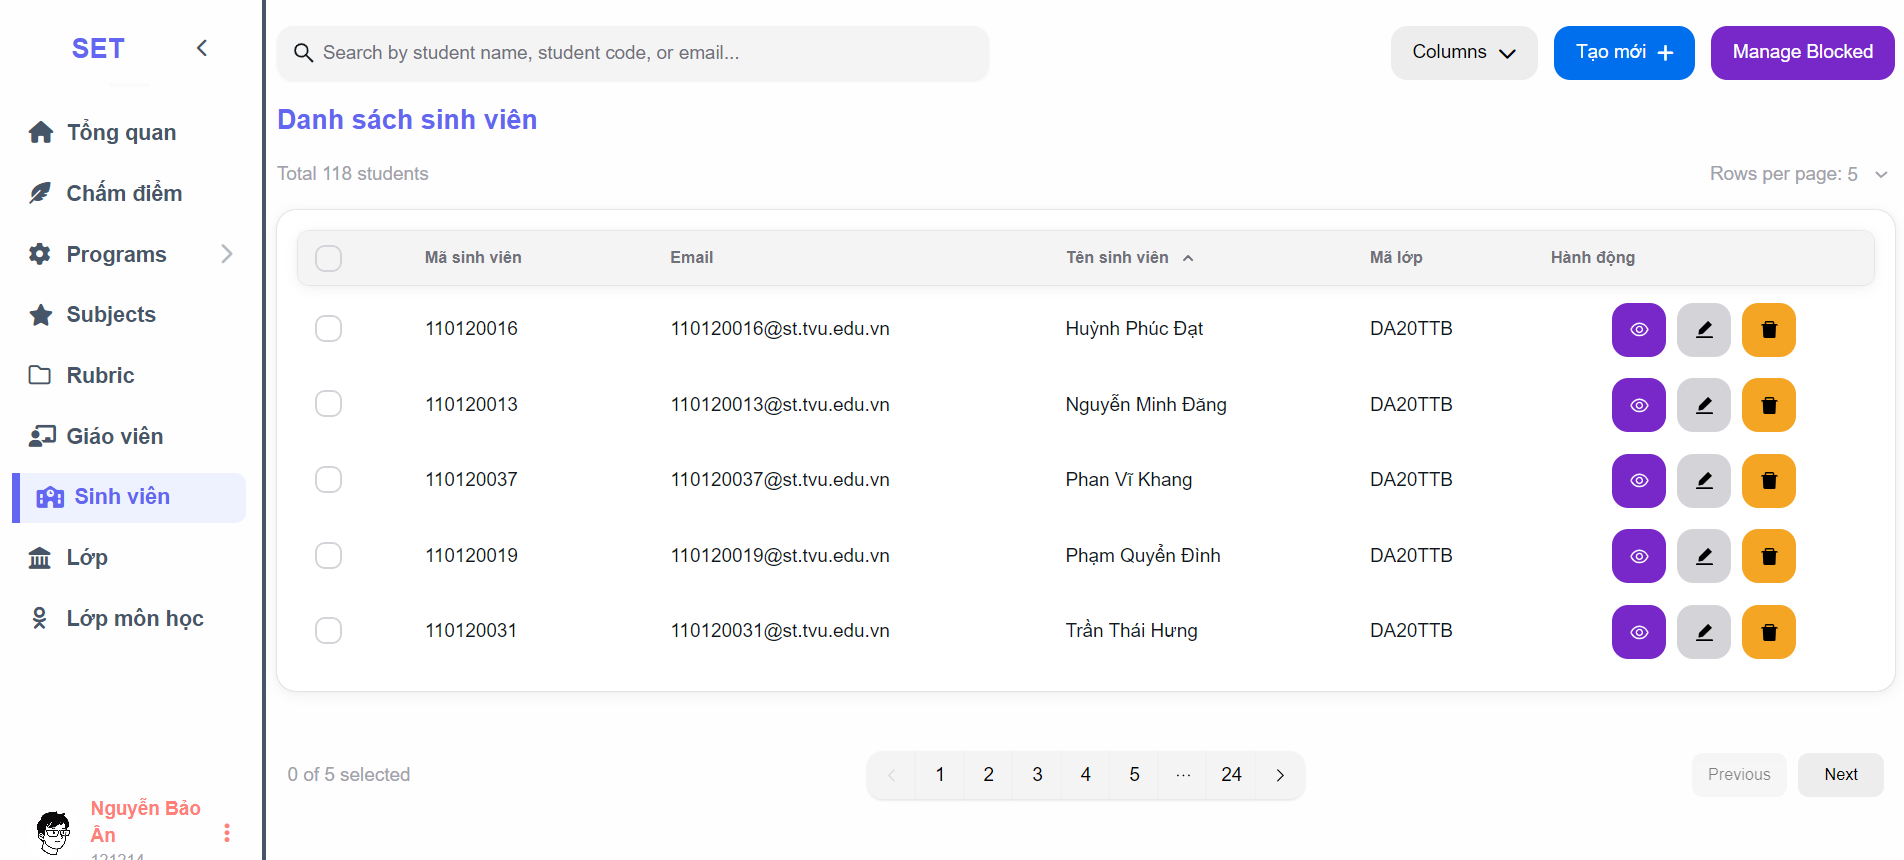 SET
Tổng quan
Chấm điểm
Programs
Subjects
Rubric
Giáo viên
Sinh viên
Lớp
Lớp môn học
Nguyễn Bảo
Ân
121214
Search by student name, student code, or email...
Columns
Tạo mới
Manage Blocked
Danh sách sinh viên
Total 118 students
Rows per page: 5
Mã sinh viên Email Tên sinh viên Mã lớp Hành động
110120016 110120016@st.tvu.edu.vn Huỳnh Phúc Đạt DA20TTB
110120013 110120013@st.tvu.edu.vn Nguyễn Minh Đăng DA20TTB
110120037 110120037@st.tvu.edu.vn Phan Vĩ Khang DA20TTB
110120019 110120019@st.tvu.edu.vn Phạm Quyển Đình DA20TTB
110120031 110120031@st.tvu.edu.vn Trần Thái Hưng DA20TTB
0 of 5 selected
1 2 3 4 5 ... 24
Previous
Next